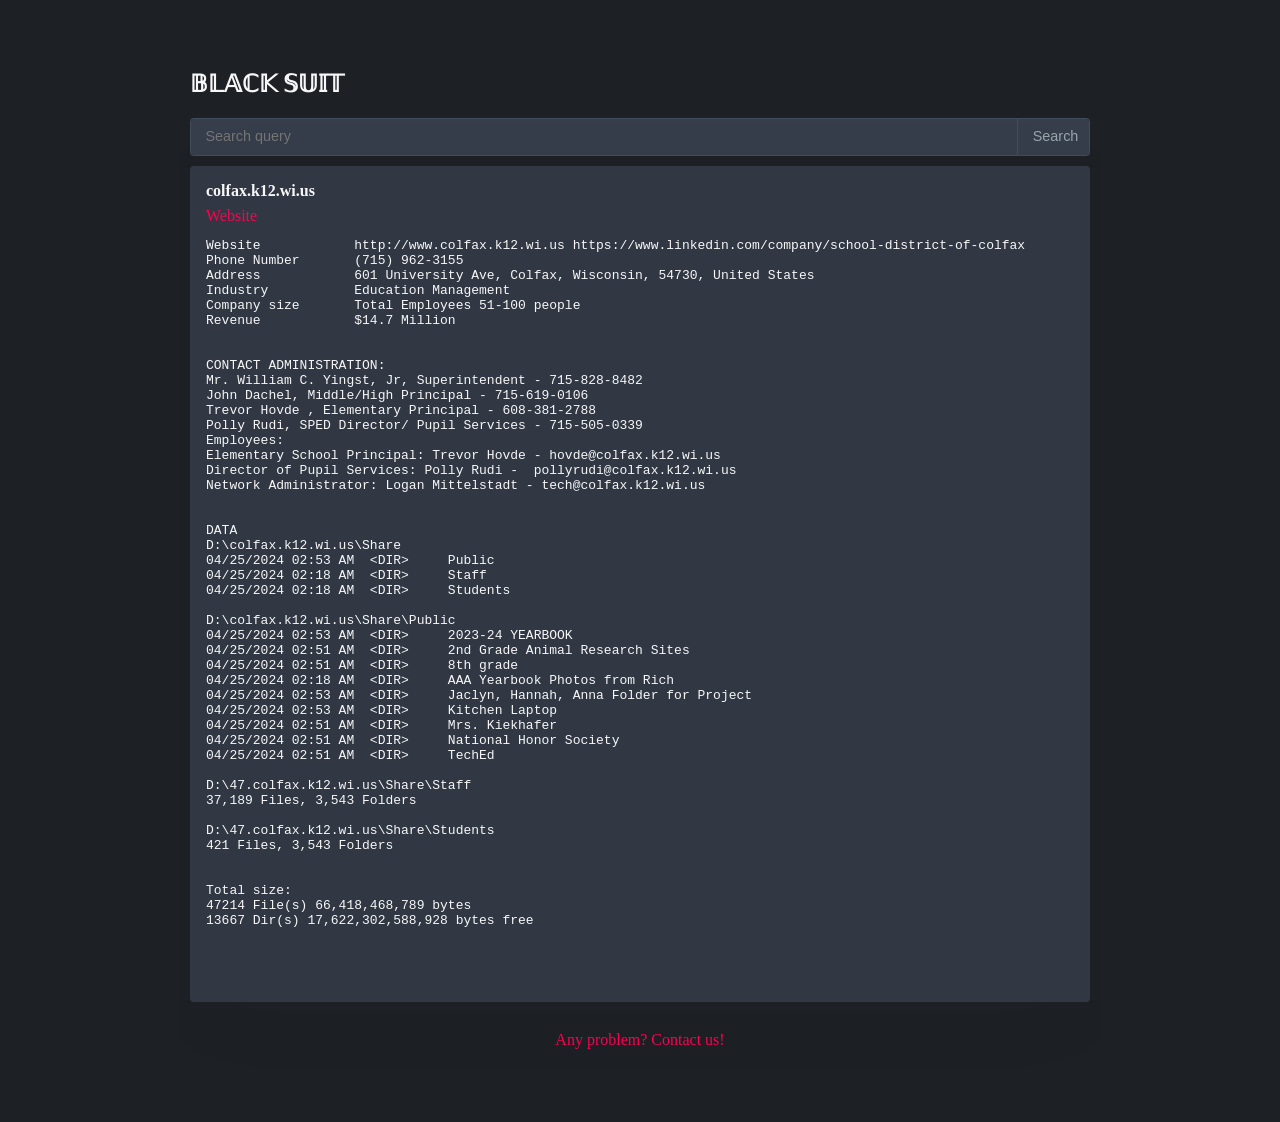 BLACK SUIT
Search query
Search
colfax.k12.wi.us
Website
Website http://www.colfax.k12.wi.us https://www.linkedin.com/company/school-district-of-colfax
Phone Number (715) 962-3155
Address 601 University Ave, Colfax, Wisconsin, 54730, United States
Industry Education Management
Company size Total Employees 51-100 people
Revenue $14.7 Million
CONTACT ADMINISTRATION:
Mr. William C. Yingst, Jr, Superintendent - 715-828-8482
John Dachel, Middle/High Principal - 715-619-0106
Trevor Hovde , Elementary Principal - 608-381-2788
Polly Rudi, SPED Director/ Pupil Services - 715-505-0339
Employees:
Elementary School Principal: Trevor Hovde - hovde@colfax.k12.wi.us
Director of Pupil Services: Polly Rudi - pollyrudi@colfax.k12.wi.us
Network Administrator: Logan Mittelstadt - tech@colfax.k12.wi.us
DATA
D:\colfax.k12.wi.us\Share
04/25/2024 02:53 AM <DIR> Public
04/25/2024 02:18 AM <DIR> Staff
04/25/2024 02:18 AM <DIR> Students
D:\colfax.k12.wi.us\Share\Public
04/25/2024 02:53 AM <DIR> 2023-24 YEARBOOK
04/25/2024 02:51 AM <DIR> 2nd Grade Animal Research Sites
04/25/2024 02:51 AM <DIR> 8th grade
04/25/2024 02:18 AM <DIR> AAA Yearbook Photos from Rich
04/25/2024 02:53 AM <DIR> Jaclyn, Hannah, Anna Folder for Project
04/25/2024 02:53 AM <DIR> Kitchen Laptop
04/25/2024 02:51 AM <DIR> Mrs. Kiekhafer
04/25/2024 02:51 AM <DIR> National Honor Society
04/25/2024 02:51 AM <DIR> TechEd
D:\47.colfax.k12.wi.us\Share\Staff
37,189 Files, 3,543 Folders
D:\47.colfax.k12.wi.us\Share\Students
421 Files, 3,543 Folders
Total size:
47214 File(s) 66,418,468,789 bytes
13667 Dir(s) 17,622,302,588,928 bytes free
Any problem? Contact us!